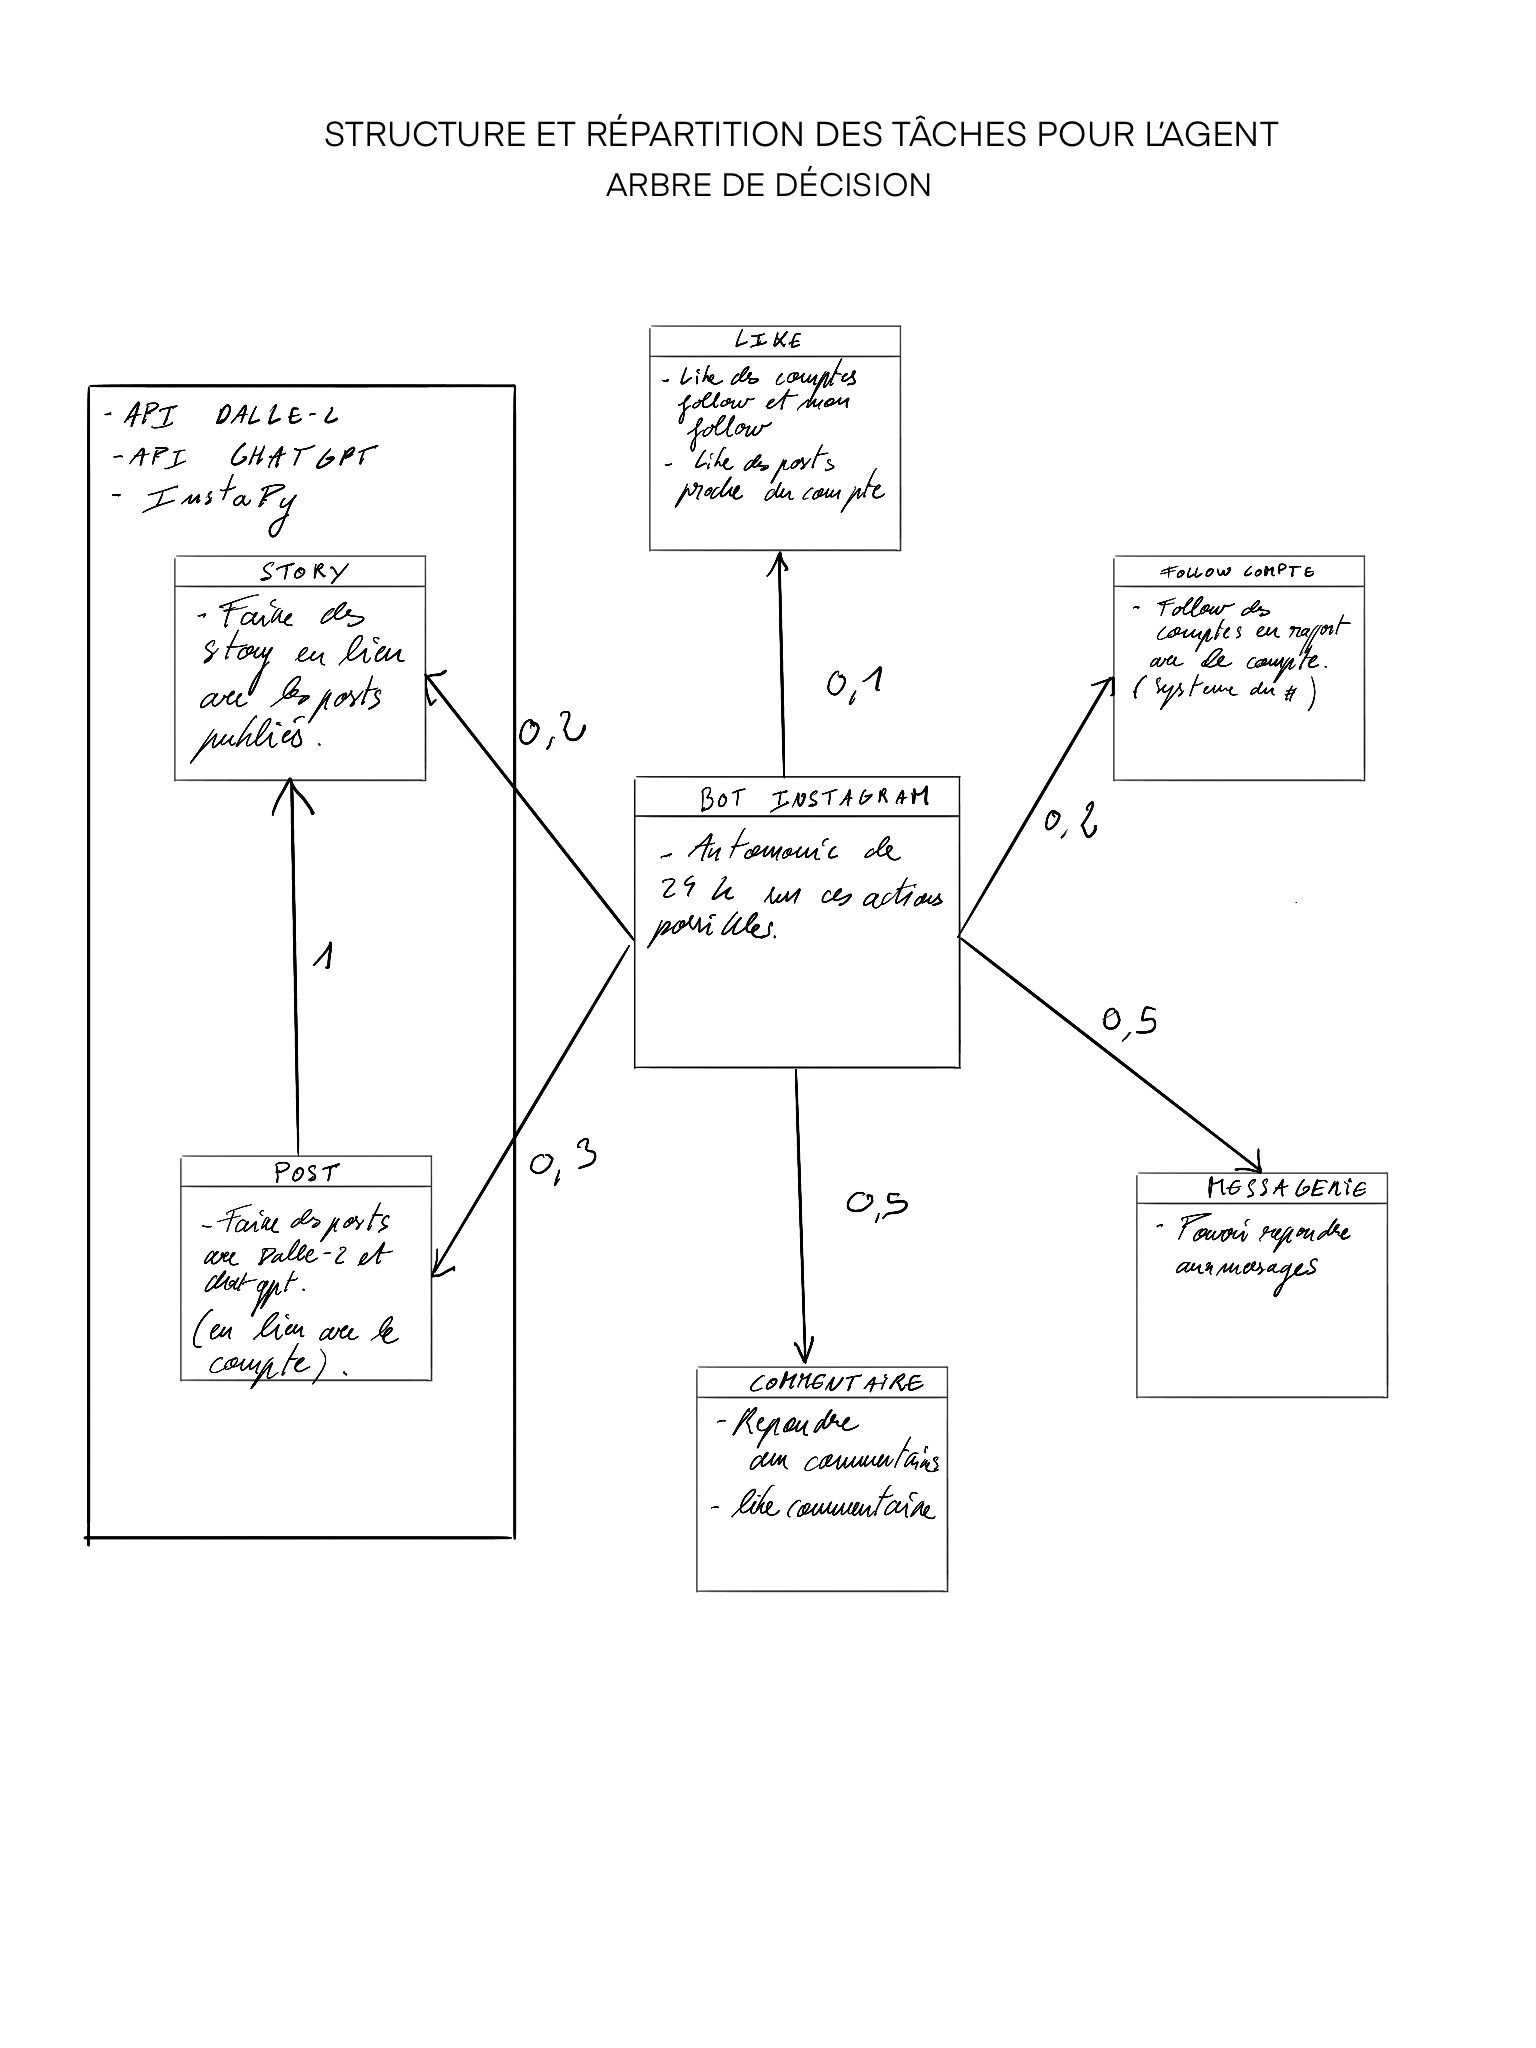 STRUCTURE ET RÉPARTITION DES TÂCHES POUR L'AGENT
ARBRE DE DÉCISION
LIKE
- Like des comptes
follow et non
follow
- Like des posts
proche du compte
- API DALLE-2
- API CHATGPT
- InstaPy
STORY
- Faire des
story en lien
avec les posts
publiés.
FOLLOW COMPTE
- Follow des
comptes en rapport
avec le compte.
(systeme du #)
0,1
0,2
BOT INSTAGRAM
- Automonie de
24 h sur ces actions
possibles.
0,2
1
0,5
0,3
POST
- Faire des posts
avec Dalle-2 et
chat gpt.
(en lien avec le
compte).
0,5
MESSAGERIE
- Pouvoir repondre
aux messages
COMMENTAIRE
- Repondre
aux commentaires
- like commentaire